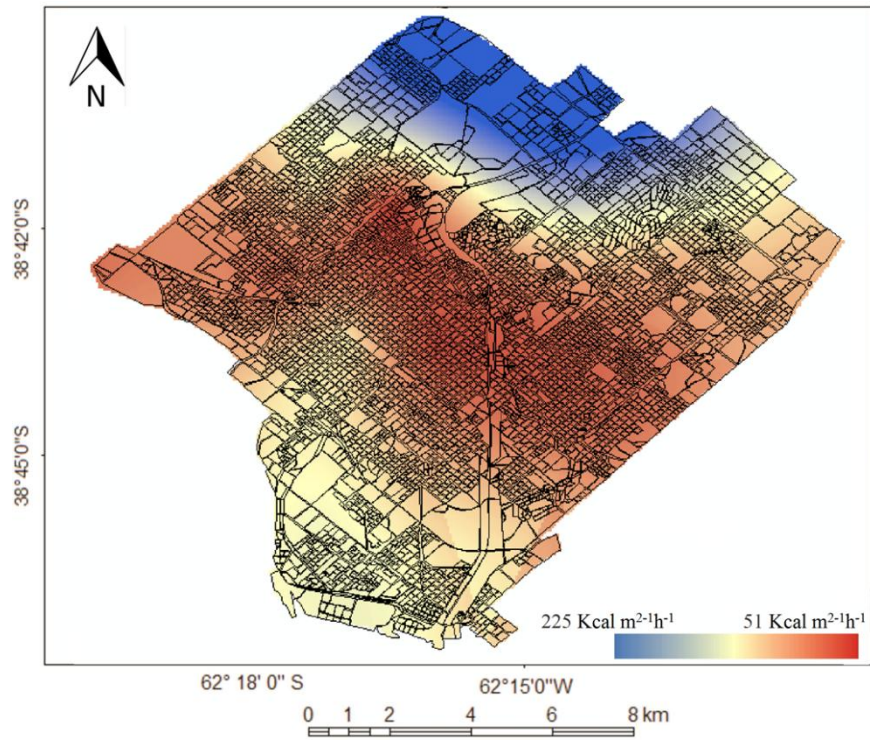 N
38°42'0"S
38°45'0"S
225 Kcal m²⁻¹h⁻¹ 51 Kcal m²⁻¹h⁻¹
62° 18' 0" S 62°15'0"W
0 1 2 4 6 8 km